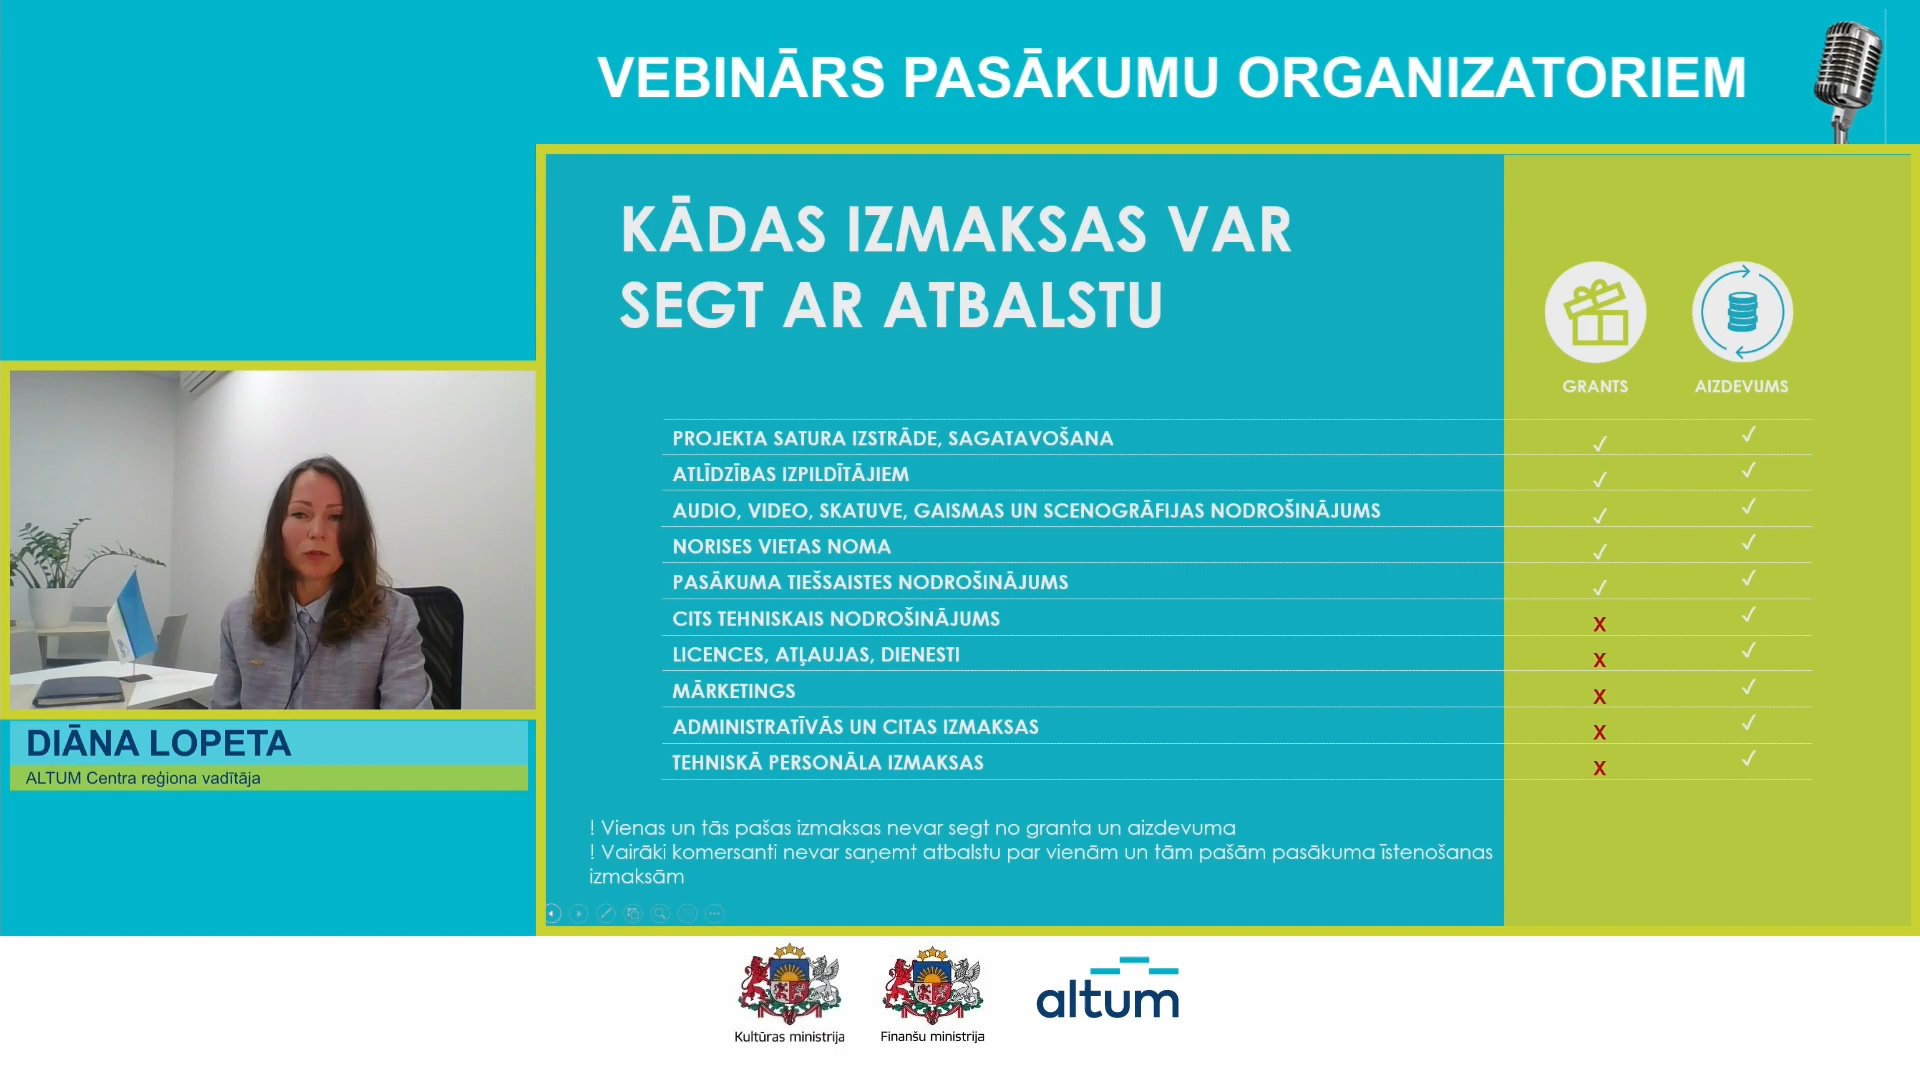 VEBINĀRS PASĀKUMU ORGANIZATORIEM
KĀDAS IZMAKSAS VAR
SEGT AR ATBALSTU
GRANTS
AIZDEVUMS
PROJEKTA SATURA IZSTRĀDE, SAGATAVOŠANA ✓ ✓
ATLĪDZĪBAS IZPILDĪTĀJIEM ✓ ✓
AUDIO, VIDEO, SKATUVE, GAISMAS UN SCENOGRĀFIJAS NODROŠINĀJUMS ✓ ✓
NORISES VIETAS NOMA ✓ ✓
PASĀKUMA TIEŠSAISTES NODROŠINĀJUMS ✓ ✓
CITS TEHNISKAIS NODROŠINĀJUMS X ✓
LICENCES, ATĻAUJAS, DIENESTI X ✓
MĀRKETINGS X ✓
ADMINISTRATĪVĀS UN CITAS IZMAKSAS X ✓
TEHNISKĀ PERSONĀLA IZMAKSAS X ✓
! Vienas un tās pašas izmaksas nevar segt no granta un aizdevuma
! Vairāki komersanti nevar saņemt atbalstu par vienām un tām pašām pasākuma īstenošanas
izmaksām
DIĀNA LOPETA
ALTUM Centra reģiona vadītāja
Kultūras ministrija
Finanšu ministrija
altum